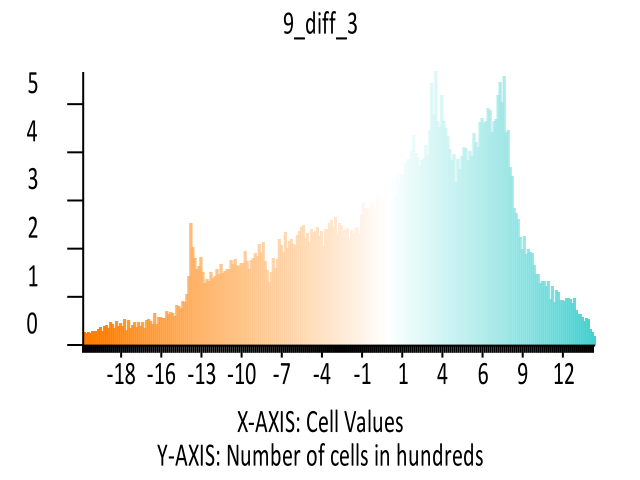 9_diff_3
5
4
3
2
1
0
-18 -16 -13 -10 -7 -4 -1 1 4 6 9 12
X-AXIS: Cell Values
Y-AXIS: Number of cells in hundreds